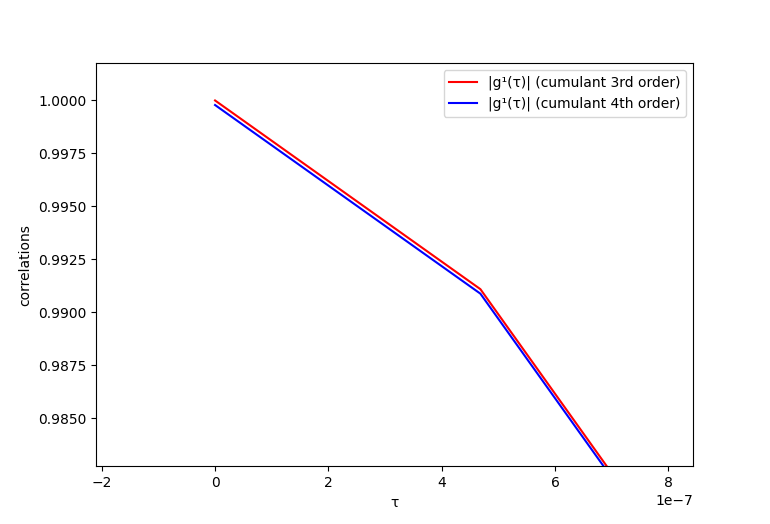 |g¹(τ)| (cumulant 3rd order)
|g¹(τ)| (cumulant 4th order)
1.0000
0.9975
0.9950
0.9925
0.9900
0.9875
0.9850
correlations
−2 0 2 4 6 8
τ
1e−7